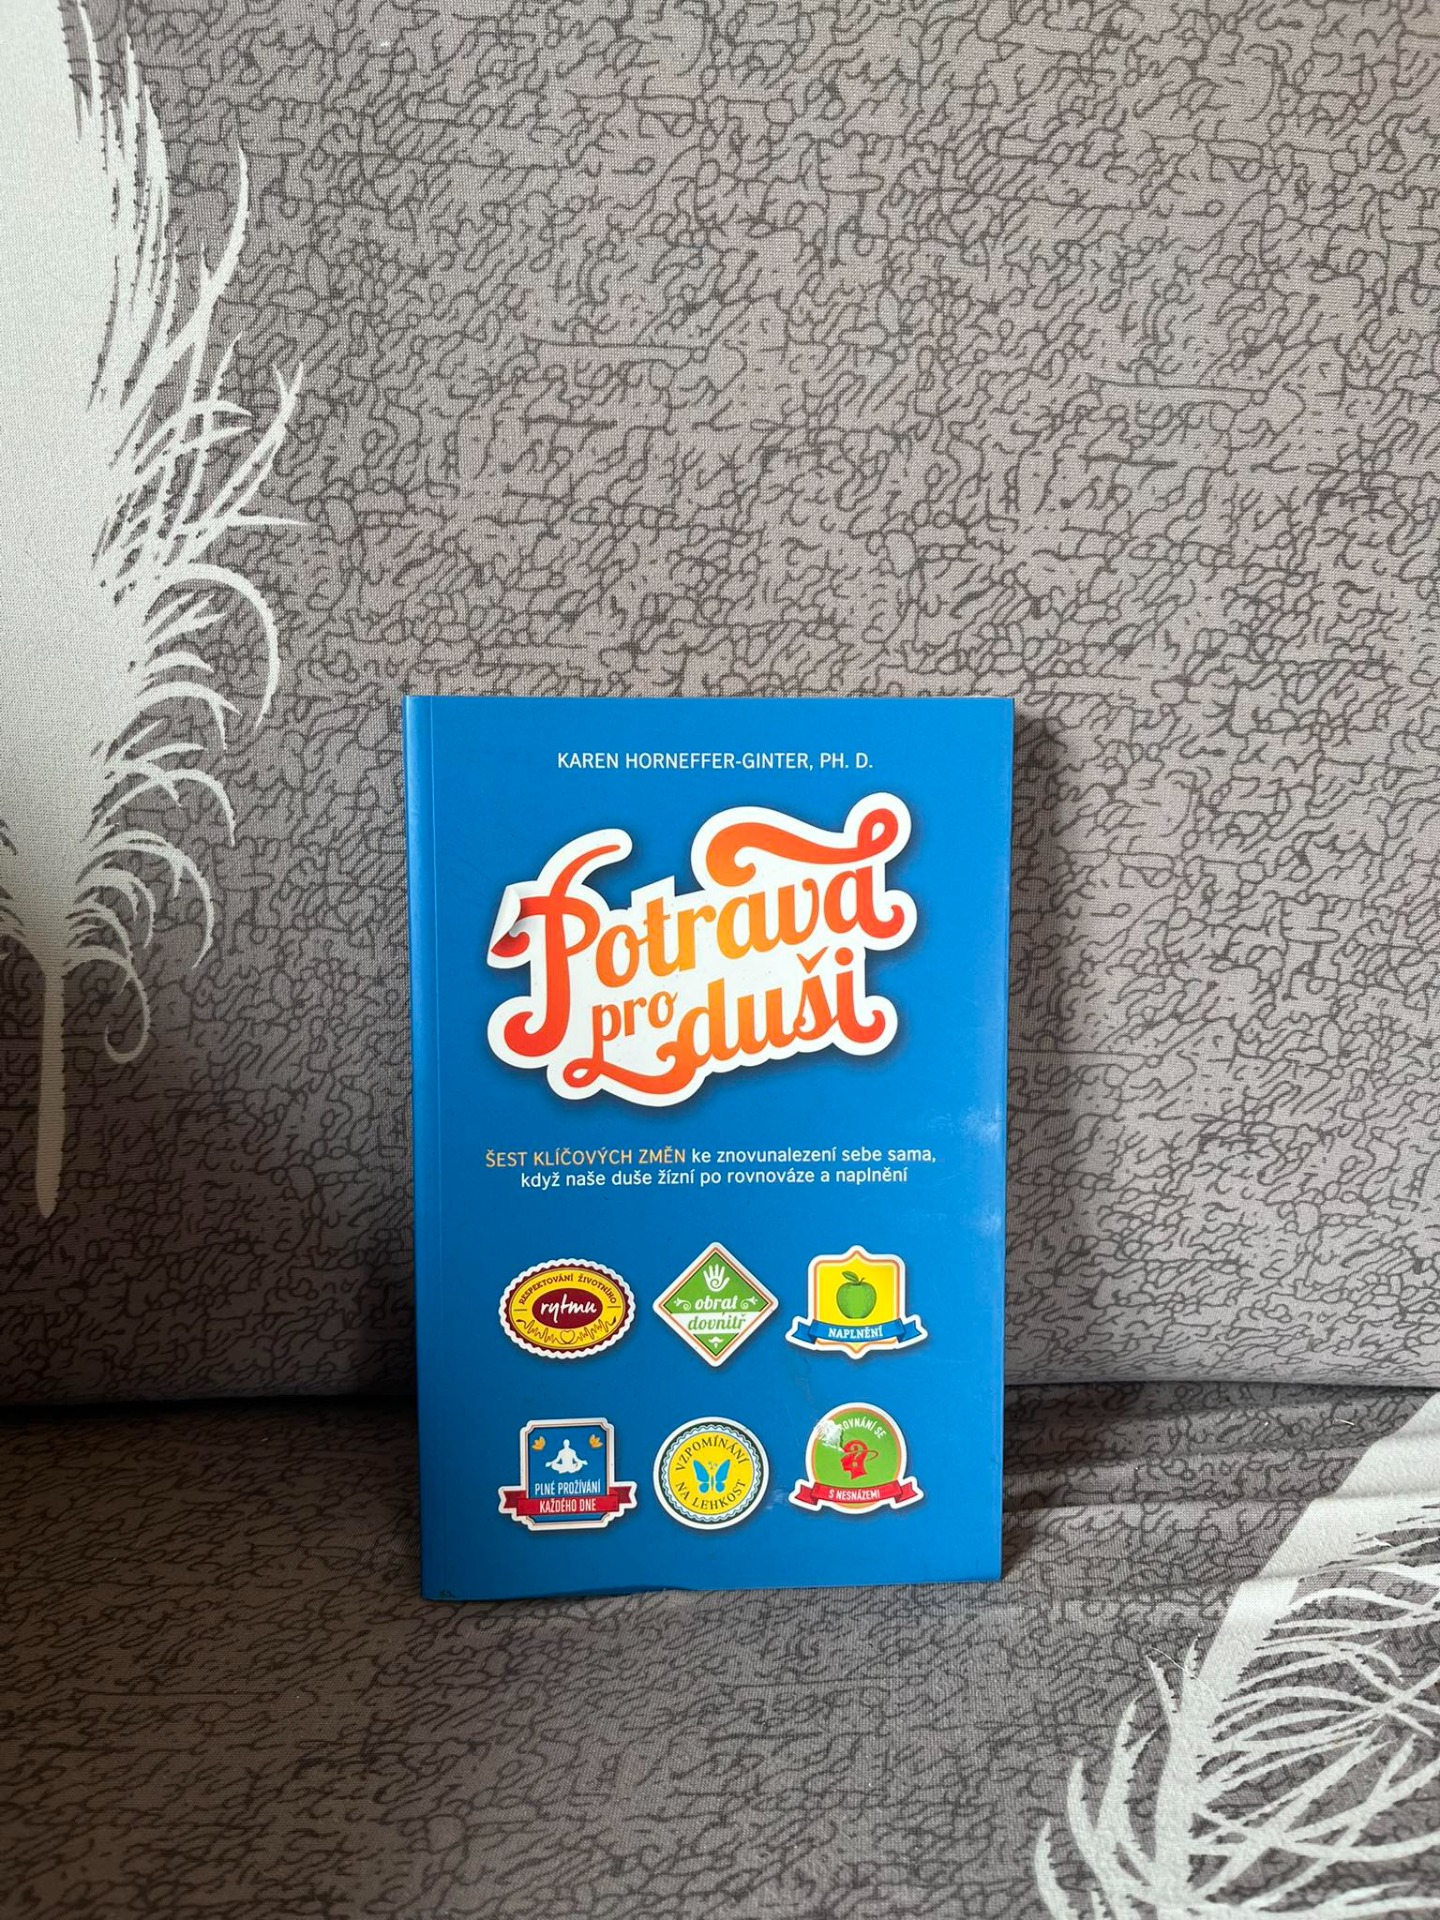 KAREN HORNEFFER-GINTER, PH. D.
Potrava
pro duši
ŠEST KLÍČOVÝCH ZMĚN ke znovunalezení sebe sama,
když naše duše žízní po rovnováze a naplnění
RESPEKTOVÁNÍ ŽIVOTNÍHO
rytmu
obrat
dovnitř
NAPLNĚNÍ
PLNÉ PROŽÍVÁNÍ
KAŽDÉHO DNE
VZPOMÍNÁNÍ
NA LEHKOST
SE
S NESNÁZEMI